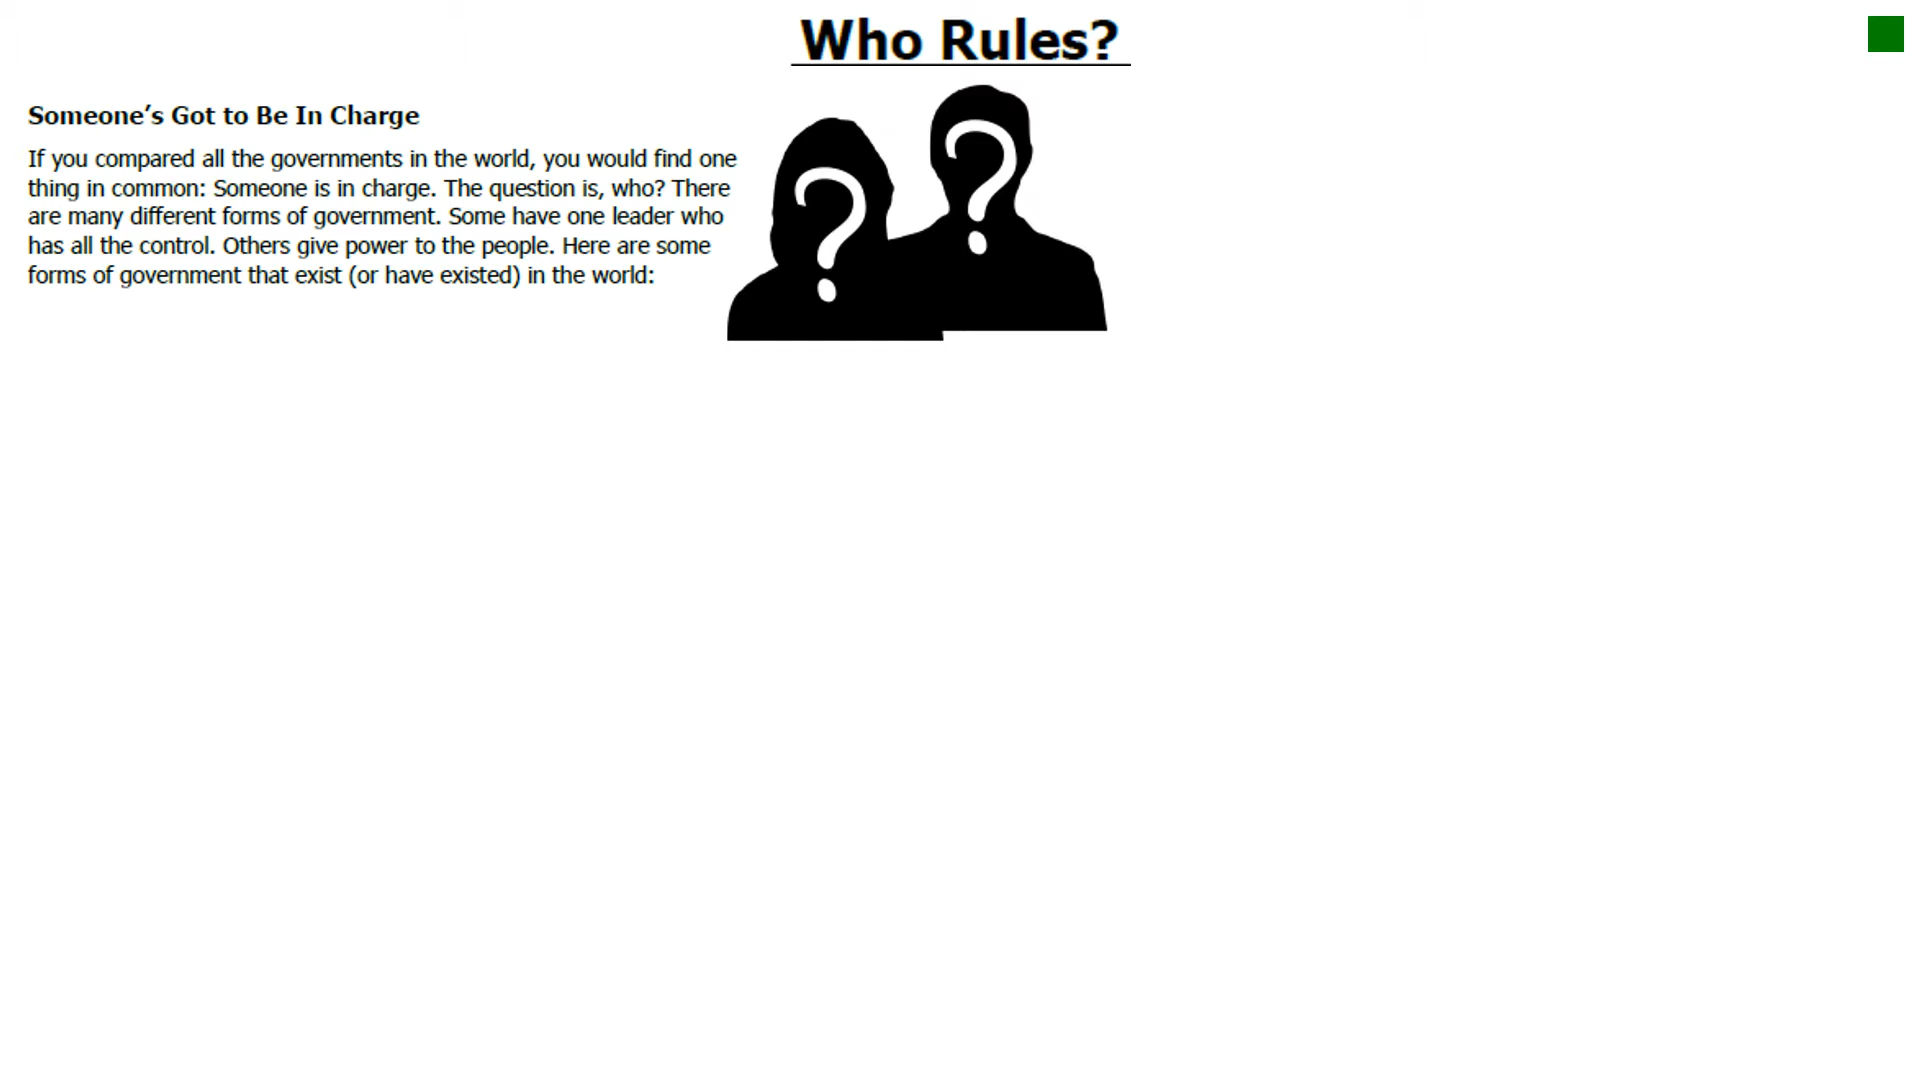 Who Rules?
Someone’s Got to Be In Charge
If you compared all the governments in the world, you would find one
thing in common: Someone is in charge. The question is, who? There
are many different forms of government. Some have one leader who
has all the control. Others give power to the people. Here are some
forms of government that exist (or have existed) in the world:
? ?